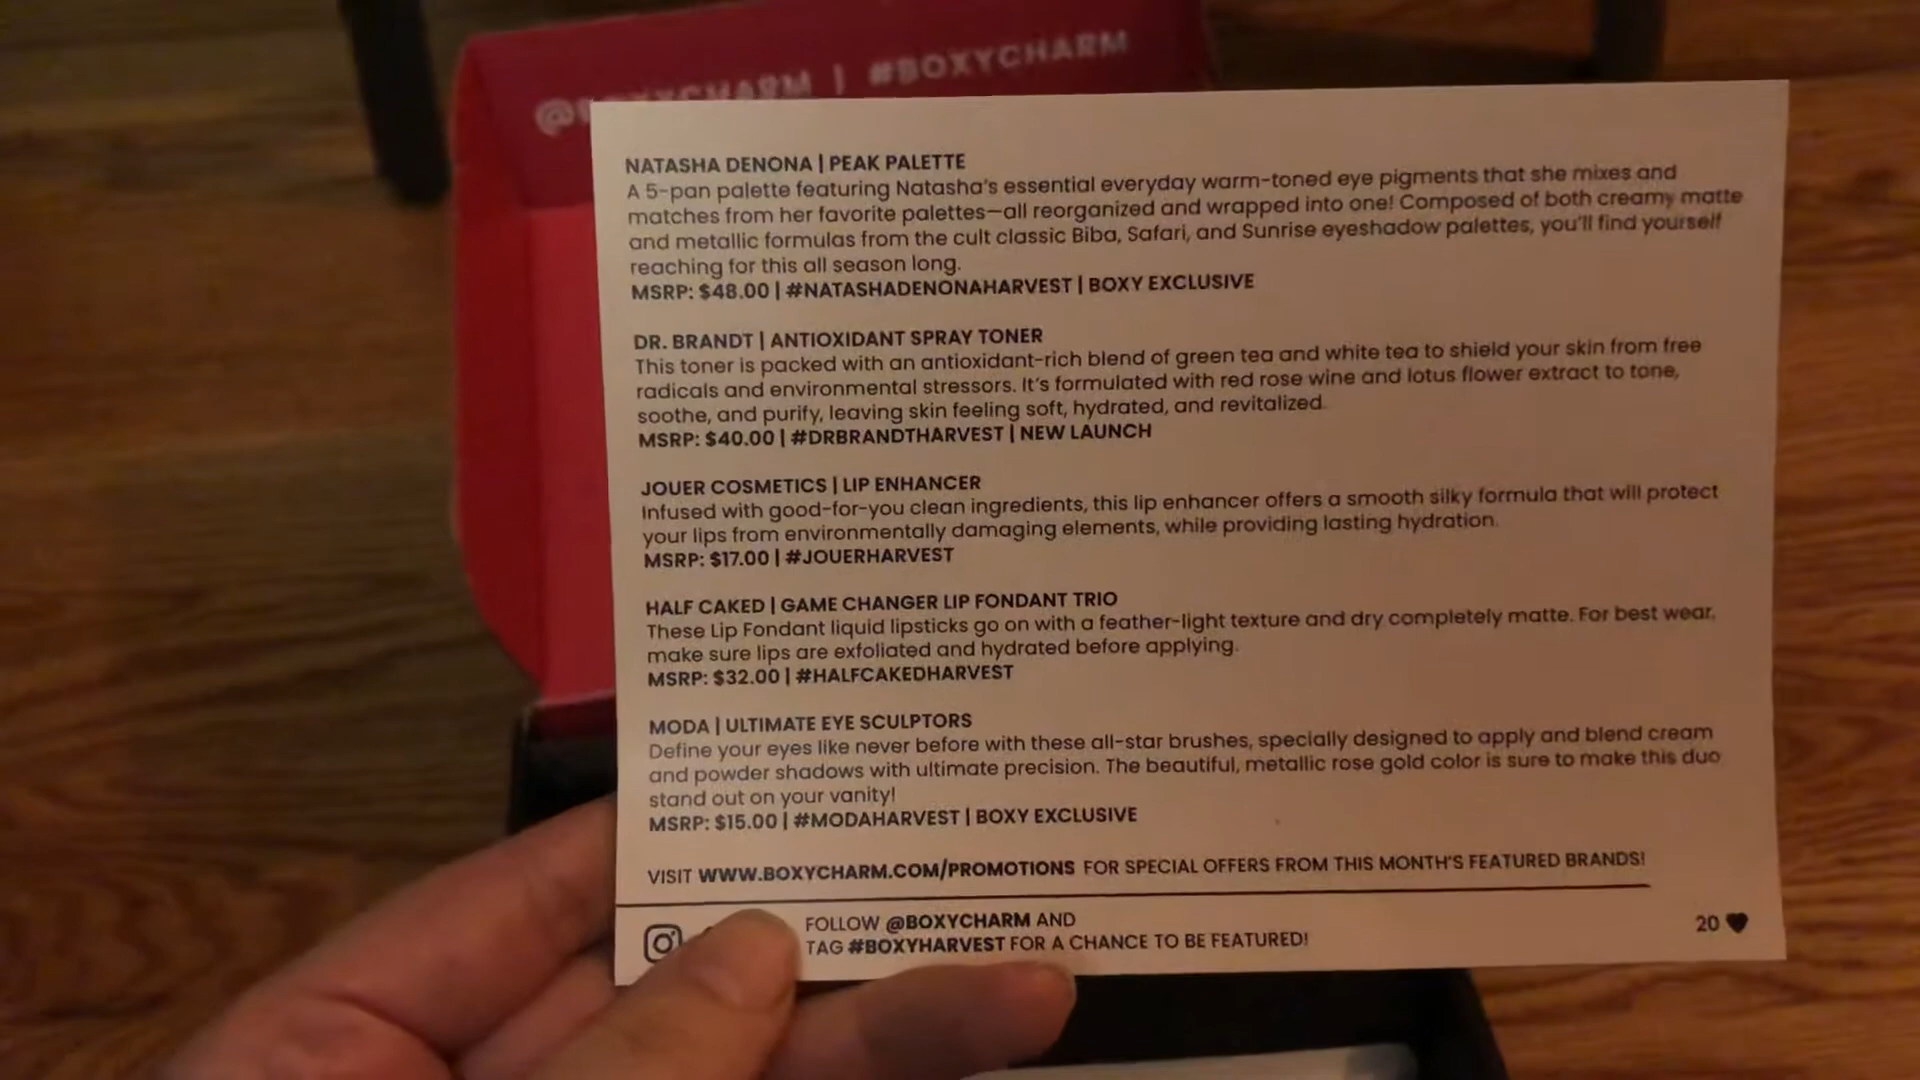 @BOXYCHARM | #BOXYCHARM
NATASHA DENONA | PEAK PALETTE
A 5-pan palette featuring Natasha's essential everyday warm-toned eye pigments that she mixes and
matches from her favorite palettes—all reorganized and wrapped into one! Composed of both creamy matte
and metallic formulas from the cult classic Biba, Safari, and Sunrise eyeshadow palettes, you'll find yourself
reaching for this all season long.
MSRP: $48.00 | #NATASHADENONAHARVEST | BOXY EXCLUSIVE
DR. BRANDT | ANTIOXIDANT SPRAY TONER
This toner is packed with an antioxidant-rich blend of green tea and white tea to shield your skin from free
radicals and environmental stressors. It's formulated with red rose wine and lotus flower extract to tone,
soothe, and purify, leaving skin feeling soft, hydrated, and revitalized.
MSRP: $40.00 | #DRBRANDTHARVEST | NEW LAUNCH
JOUER COSMETICS | LIP ENHANCER
Infused with good-for-you clean ingredients, this lip enhancer offers a smooth silky formula that will protect
your lips from environmentally damaging elements, while providing lasting hydration.
MSRP: $17.00 | #JOUERHARVEST
HALF CAKED | GAME CHANGER LIP FONDANT TRIO
These Lip Fondant liquid lipsticks go on with a feather-light texture and dry completely matte. For best wear,
make sure lips are exfoliated and hydrated before applying.
MSRP: $32.00 | #HALFCAKEDHARVEST
MODA | ULTIMATE EYE SCULPTORS
Define your eyes like never before with these all-star brushes, specially designed to apply and blend cream
and powder shadows with ultimate precision. The beautiful, metallic rose gold color is sure to make this duo
stand out on your vanity!
MSRP: $15.00 | #MODAHARVEST | BOXY EXCLUSIVE
VISIT WWW.BOXYCHARM.COM/PROMOTIONS FOR SPECIAL OFFERS FROM THIS MONTH'S FEATURED BRANDS!
FOLLOW @BOXYCHARM AND
TAG #BOXYHARVEST FOR A CHANCE TO BE FEATURED!
20